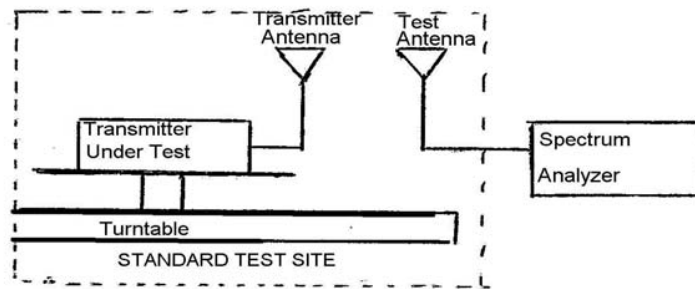 Transmitter
Antenna
Test
Antenna
Transmitter
Under Test
Spectrum
Analyzer
Turntable
STANDARD TEST SITE